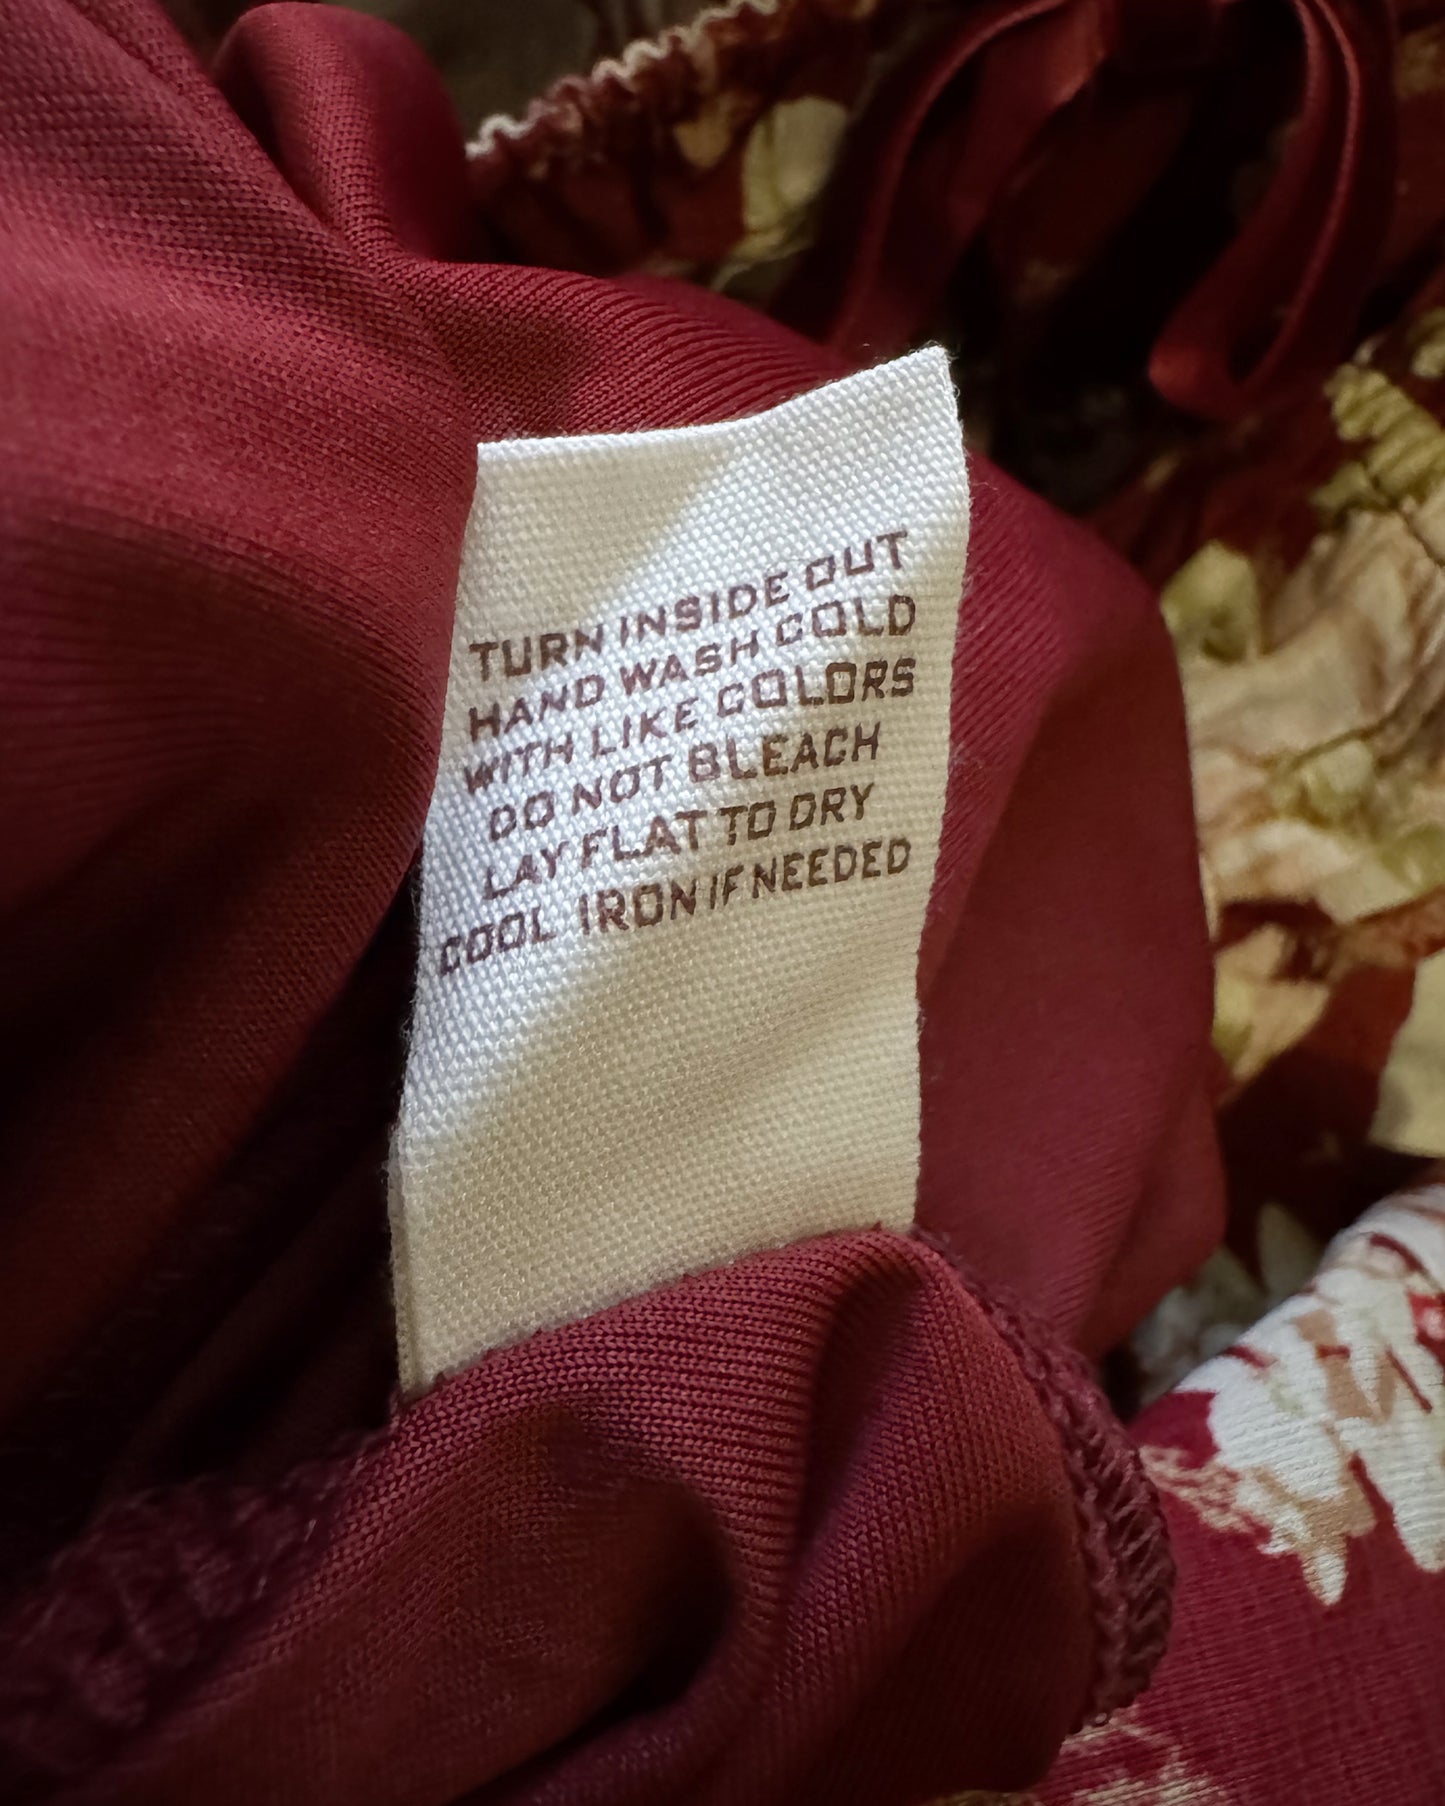 TURN INSIDE OUT
HAND WASH COLD
WITH LIKE COLORS
DO NOT BLEACH
LAY FLAT TO DRY
COOL IRON IF NEEDED